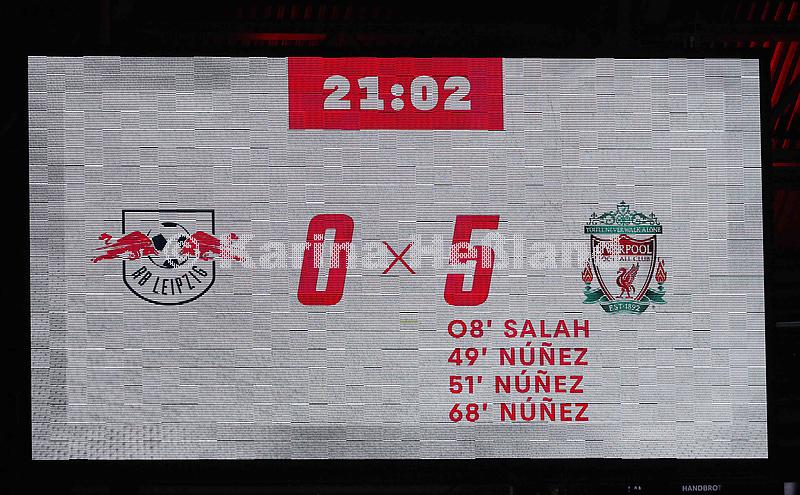 21:02
RB LEIPZIG
0 × 5
YOU'LL NEVER WALK ALONE
LIVERPOOL
FOOTBALL CLUB
EST·1892
08' SALAH
49' NÚÑEZ
51' NÚÑEZ
68' NÚÑEZ
HANDBROT